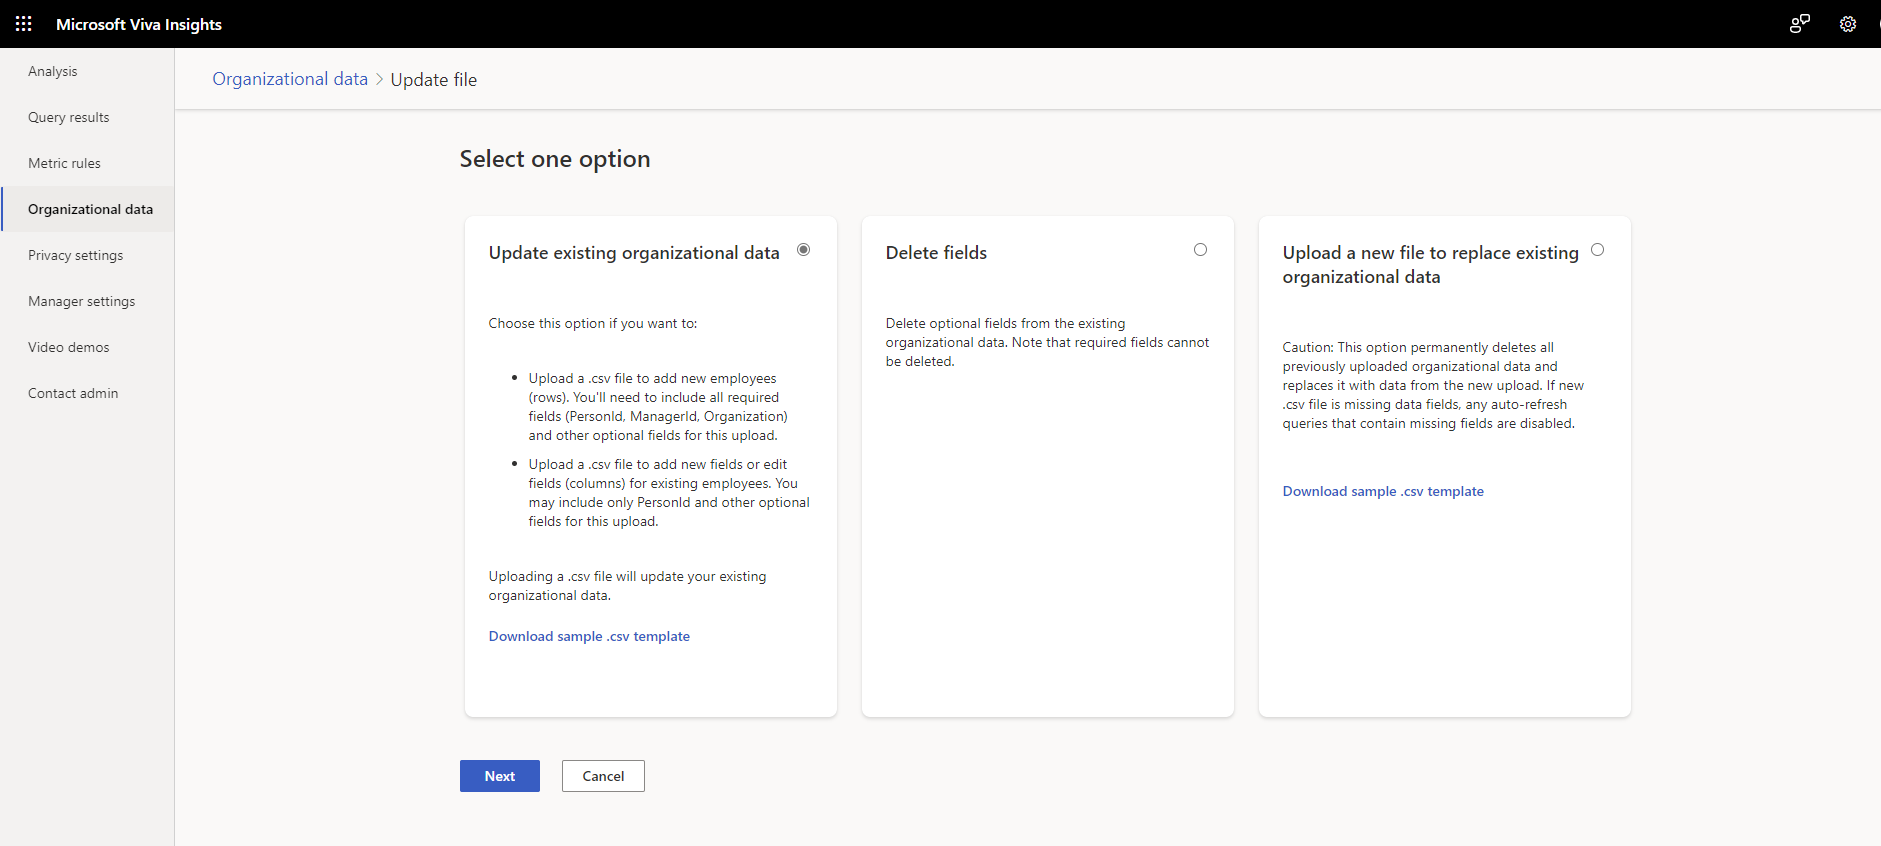 Microsoft Viva Insights
Analysis
Query results
Metric rules
Organizational data
Privacy settings
Manager settings
Video demos
Contact admin
Organizational data > Update file
Select one option
Update existing organizational data
Choose this option if you want to:
• Upload a .csv file to add new employees
(rows). You'll need to include all required
fields (PersonId, ManagerId, Organization)
and other optional fields for this upload.
• Upload a .csv file to add new fields or edit
fields (columns) for existing employees. You
may include only PersonId and other optional
fields for this upload.
Uploading a .csv file will update your existing
organizational data.
Download sample .csv template
Delete fields
Delete optional fields from the existing
organizational data. Note that required fields cannot
be deleted.
Upload a new file to replace existing
organizational data
Caution: This option permanently deletes all
previously uploaded organizational data and
replaces it with data from the new upload. If new
.csv file is missing data fields, any auto-refresh
queries that contain missing fields are disabled.
Download sample .csv template
Next
Cancel